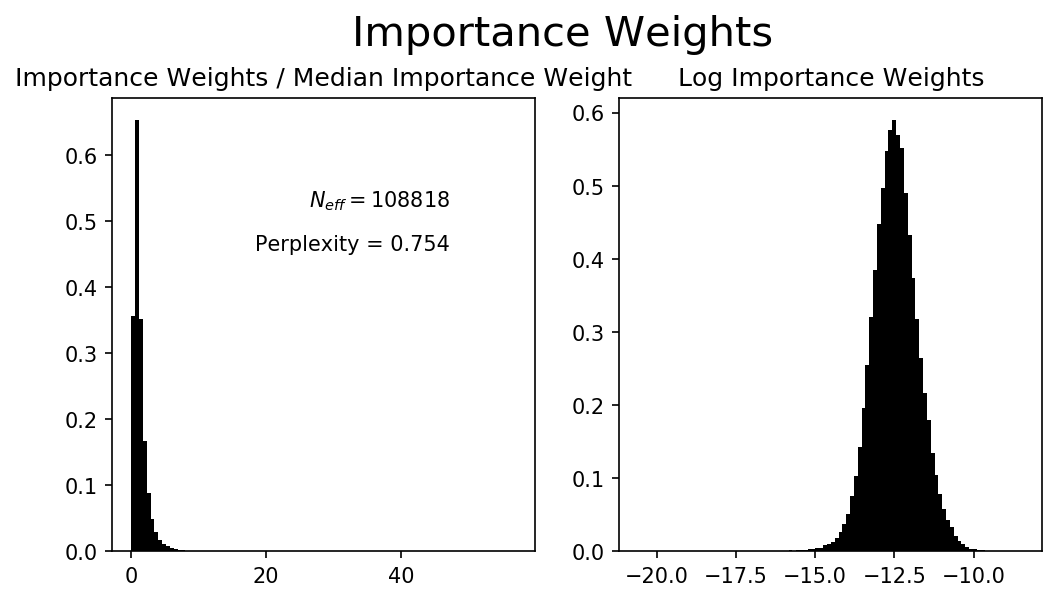 Importance Weights
Importance Weights / Median Importance Weight
Log Importance Weights
0.6
0.5
0.4
0.3
0.2
0.1
0.0
N_eff = 108818
Perplexity = 0.754
0 20 40
0.6
0.5
0.4
0.3
0.2
0.1
0.0
−20.0 −17.5 −15.0 −12.5 −10.0